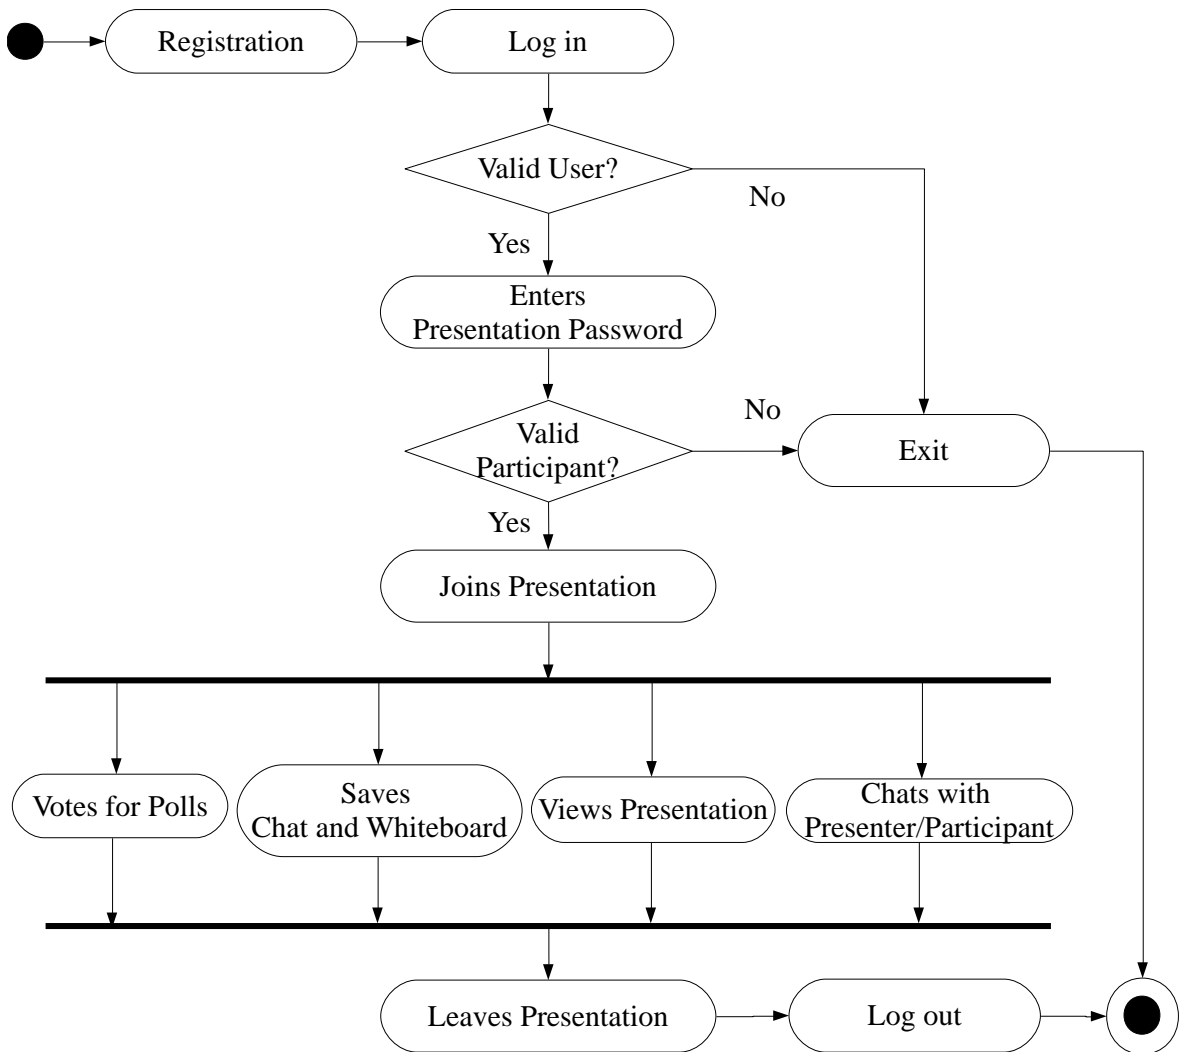 Registration
Log in
Valid User?
No
Yes
Enters
Presentation Password
No
Valid
Participant?
Exit
Yes
Joins Presentation
Votes for Polls
Saves
Chat and Whiteboard
Views Presentation
Chats with
Presenter/Participant
Leaves Presentation
Log out